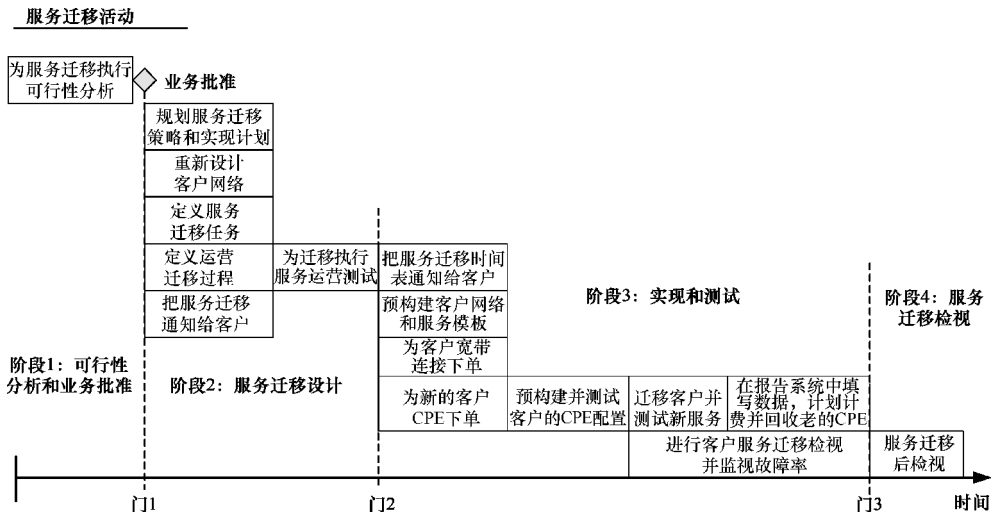 服务迁移活动
为服务迁移执行
可行性分析
业务批准
规划服务迁移
策略和实现计划
重新设计
客户网络
定义服务
迁移任务
定义运营
迁移过程
为迁移执行
服务运营测试
把服务迁移时间
表通知给客户
把服务迁移
通知给客户
预构建客户网络
和服务模板
阶段3：实现和测试
阶段4：服务
迁移检视
为客户宽带
连接下单
阶段1：可行性
分析和业务批准
阶段2：服务迁移设计
为新的客户
CPE下单
预构建并测试
客户的CPE配置
迁移客户并
测试新服务
在报告系统中填
写数据，计划计
费并回收老的CPE
进行客户服务迁移检视
并监视故障率
服务迁移
后检视
门1
门2
门3
时间